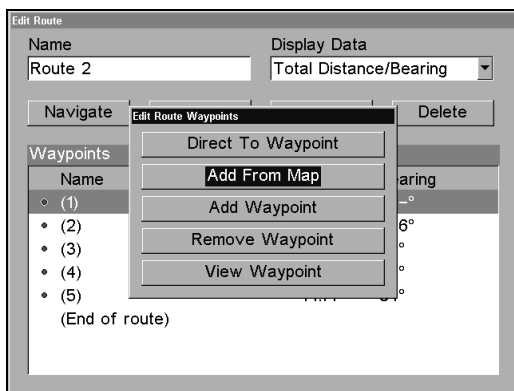 Edit Route
Name
Display Data
Route 2
Total Distance/Bearing
Navigate
Delete
Edit Route Waypoints
Direct To Waypoint
Add From Map
Add Waypoint
Remove Waypoint
View Waypoint
Waypoints
Name
earing
(1)
(2)
6°
(3)
(4)
(5)
(End of route)